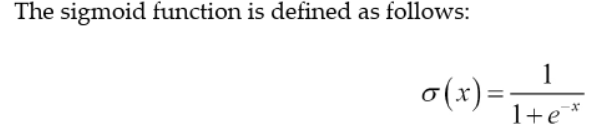 The sigmoid function is defined as follows:
σ(x) = 1 / (1 + e^{-x})